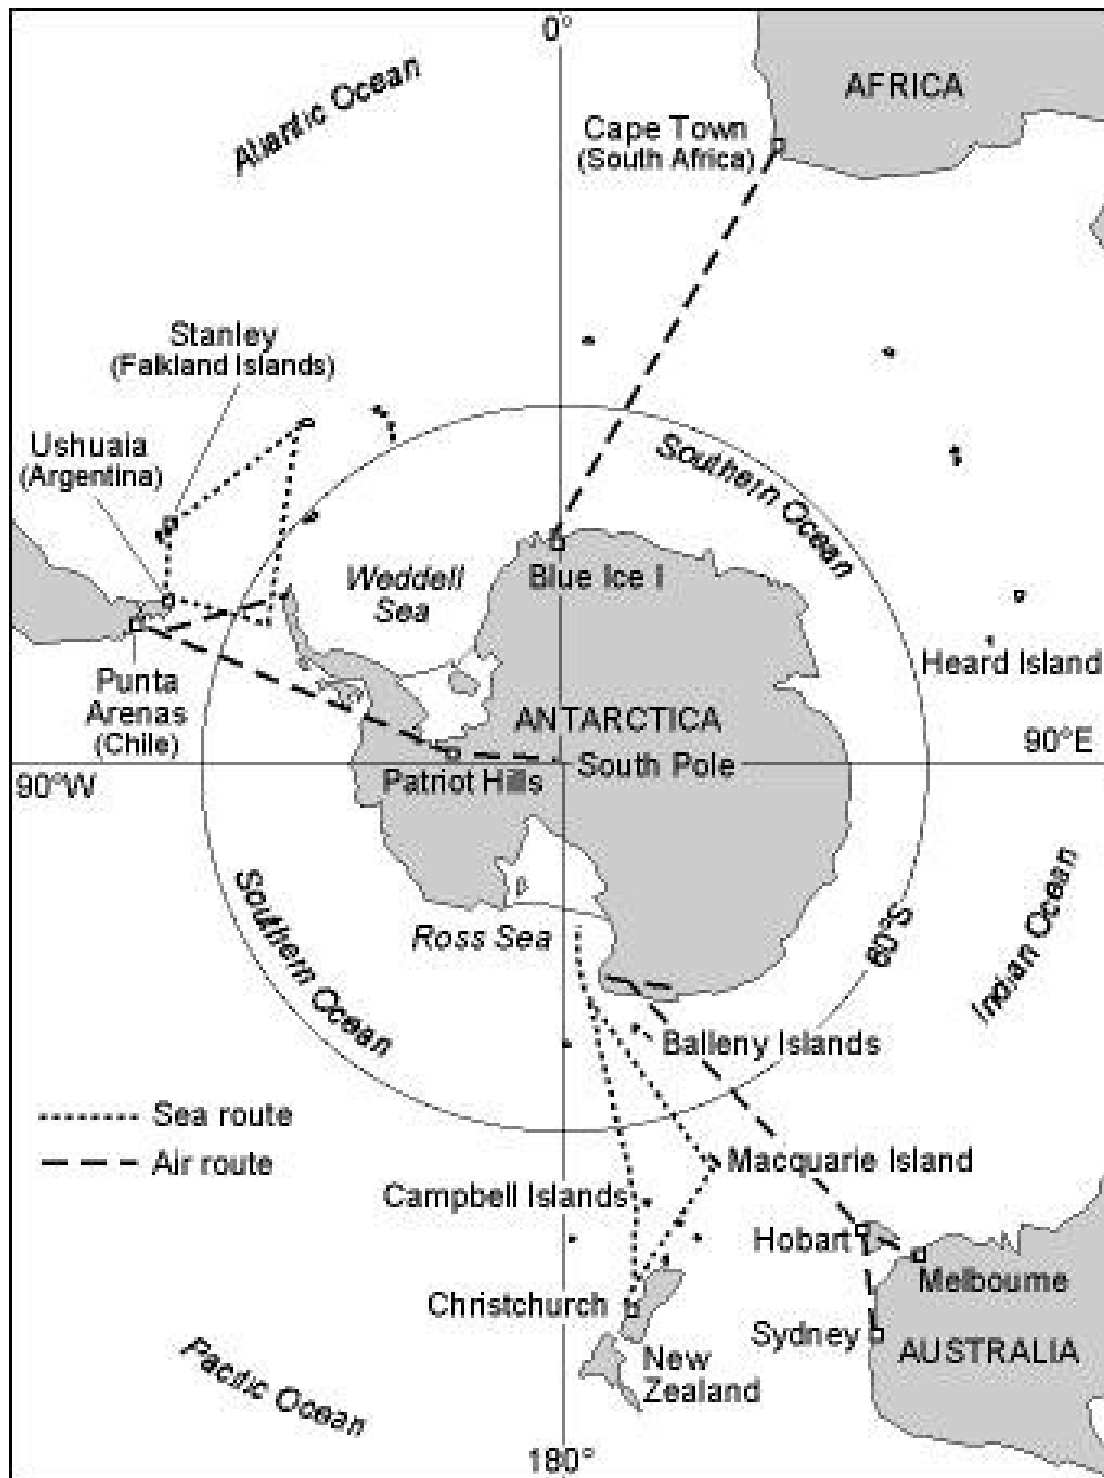 0°
Atlantic Ocean
AFRICA
Cape Town
(South Africa)
Stanley
(Falkland Islands)
Ushuaia
(Argentina)
Southern Ocean
Weddell
Sea
Blue Ice I
Heard Island
Punta
Arenas
(Chile)
ANTARCTICA
90°E
South Pole
90°W
Patriot Hills
Southern Ocean
Ross Sea
60°S
Indian Ocean
Balleny Islands
Sea route
Air route
Macquarie Island
Campbell Islands
Hobart
Melbourne
Christchurch
Sydney
AUSTRALIA
New
Zealand
Pacific Ocean
180°